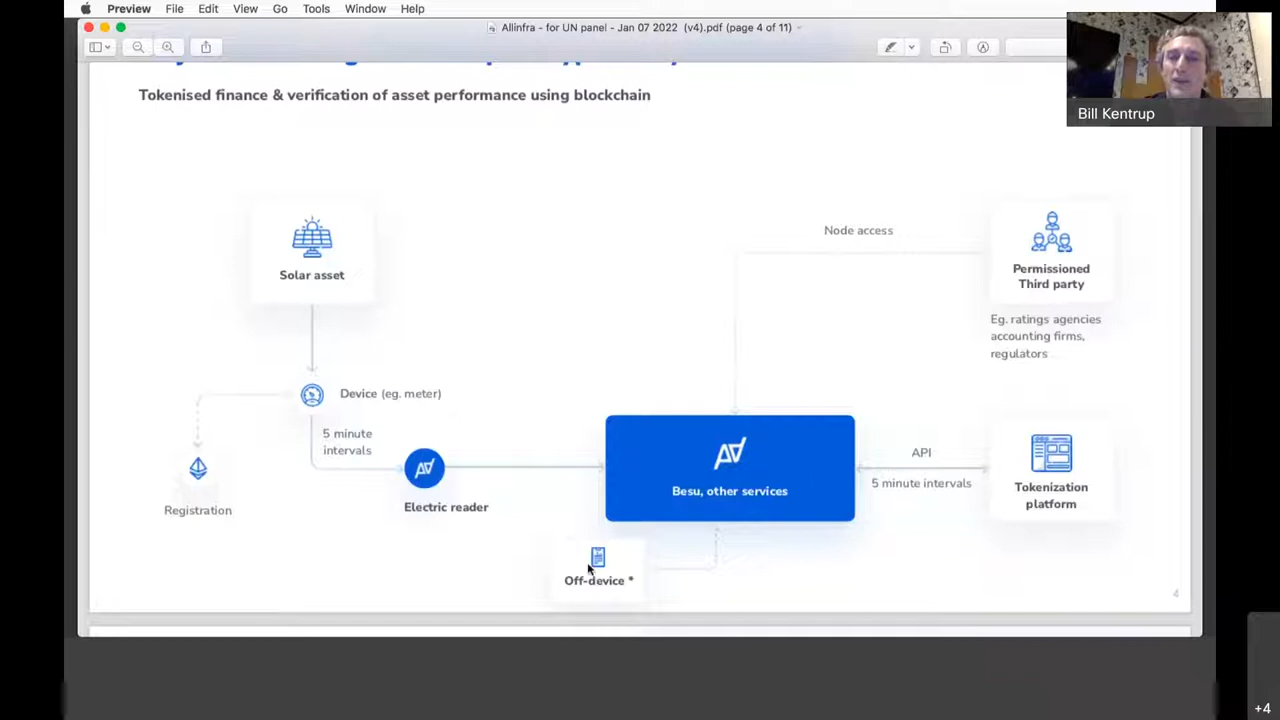 Preview File Edit View Go Tools Window Help
Allinfra - for UN panel - Jan 07 2022 (v4).pdf (page 4 of 11)
Bill Kentrup
Tokenised finance & verification of asset performance using blockchain
Node access
Solar asset
Permissioned
Third party
Eg. ratings agencies
accounting firms,
regulators
Device (eg. meter)
5 minute
intervals
Electric reader
Registration
Besu, other services
API
5 minute intervals
Tokenization
platform
Off-device *
4
+4